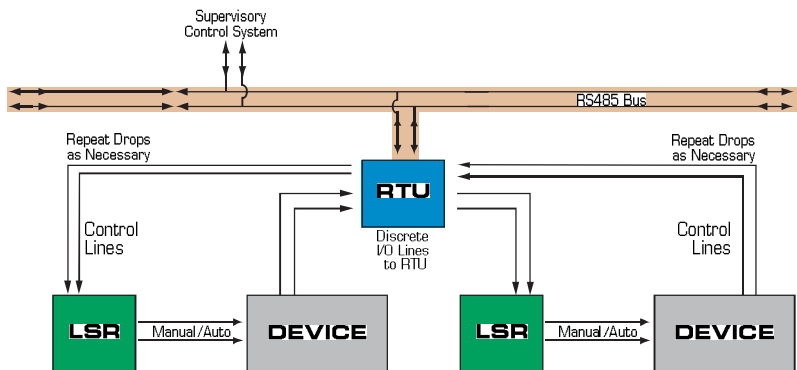 Supervisory
Control System
RS485 Bus
Repeat Drops
as Necessary
Repeat Drops
as Necessary
RTU
Control
Lines
Discrete
I/O Lines
to RTU
Control
Lines
LSR
Manual/Auto
DEVICE
LSR
Manual/Auto
DEVICE